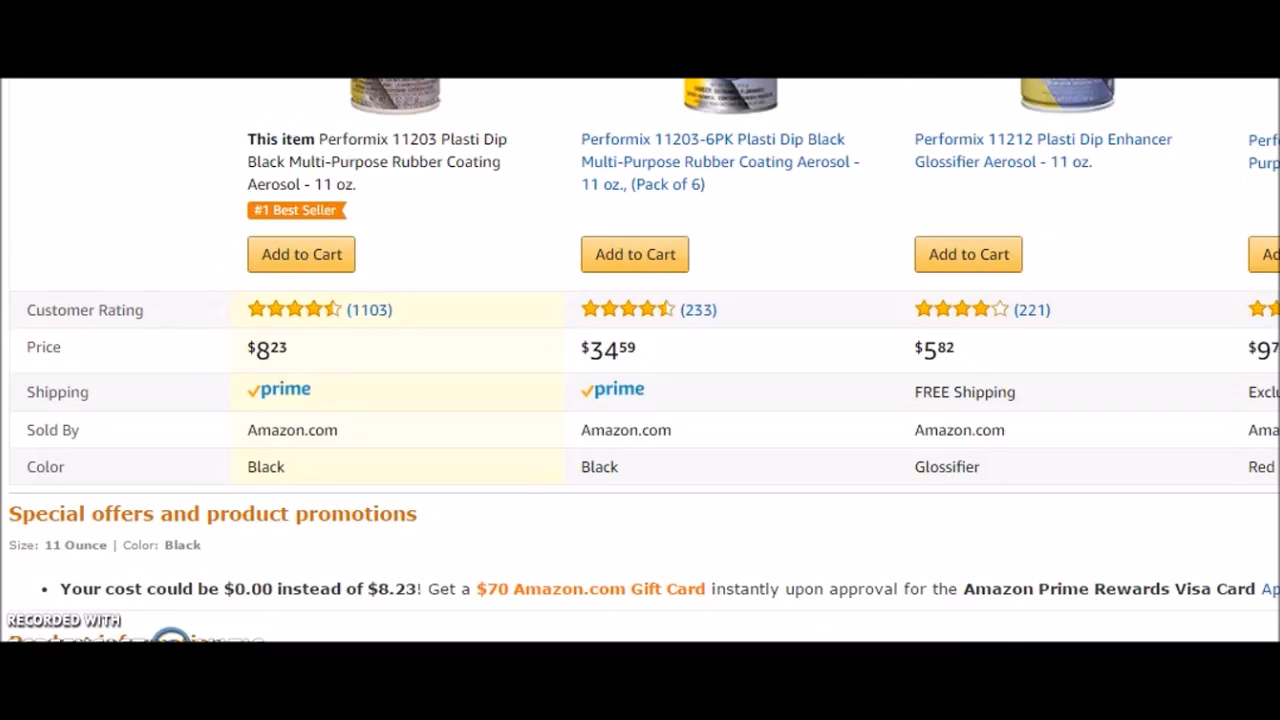 This item Performix 11203 Plasti Dip
Black Multi-Purpose Rubber Coating
Aerosol - 11 oz.
#1 Best Seller
Add to Cart
Performix 11203-6PK Plasti Dip Black
Multi-Purpose Rubber Coating Aerosol -
11 oz., (Pack of 6)
Add to Cart
Performix 11212 Plasti Dip Enhancer
Glossifier Aerosol - 11 oz.
Add to Cart
Customer Rating (1103) (233) (221)
Price $823 $3459 $582 $97
Shipping prime prime FREE Shipping
Sold By Amazon.com Amazon.com Amazon.com
Color Black Black Glossifier Red
Special offers and product promotions
Size: 11 Ounce | Color: Black
• Your cost could be $0.00 instead of $8.23! Get a $70 Amazon.com Gift Card instantly upon approval for the Amazon Prime Rewards Visa Card
RECORDED WITH